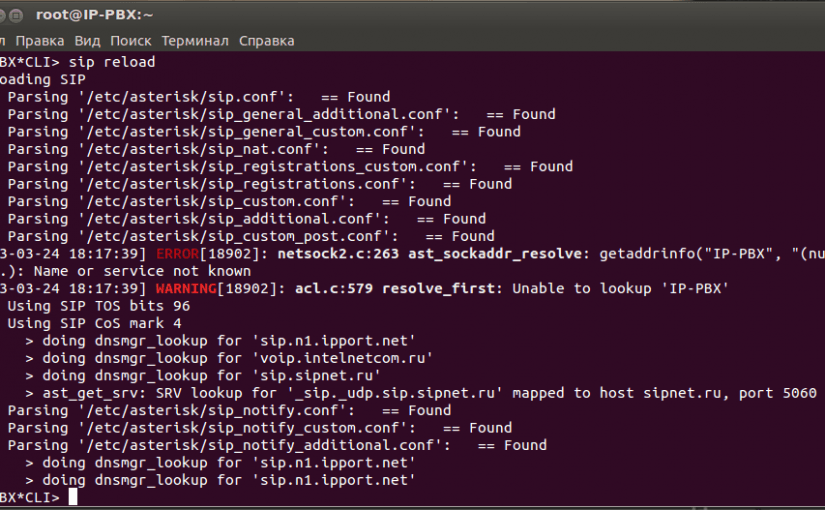 root@IP-PBX:~
л Правка Вид Поиск Терминал Справка
BX*CLI> sip reload
oading SIP
Parsing '/etc/asterisk/sip.conf': == Found
Parsing '/etc/asterisk/sip_general_additional.conf': == Found
Parsing '/etc/asterisk/sip_general_custom.conf': == Found
Parsing '/etc/asterisk/sip_nat.conf': == Found
Parsing '/etc/asterisk/sip_registrations_custom.conf': == Found
Parsing '/etc/asterisk/sip_registrations.conf': == Found
Parsing '/etc/asterisk/sip_custom.conf': == Found
Parsing '/etc/asterisk/sip_additional.conf': == Found
Parsing '/etc/asterisk/sip_custom_post.conf': == Found
3-03-24 18:17:39] ERROR[18902]: netsock2.c:263 ast_sockaddr_resolve: getaddrinfo("IP-PBX", "(nu
.): Name or service not known
3-03-24 18:17:39] WARNING[18902]: acl.c:579 resolve_first: Unable to lookup 'IP-PBX'
Using SIP TOS bits 96
Using SIP CoS mark 4
> doing dnsmgr_lookup for 'sip.n1.ipport.net'
> doing dnsmgr_lookup for 'voip.intelnetcom.ru'
> doing dnsmgr_lookup for 'sip.sipnet.ru'
> ast_get_srv: SRV lookup for '_sip._udp.sip.sipnet.ru' mapped to host sipnet.ru, port 5060
Parsing '/etc/asterisk/sip_notify.conf': == Found
Parsing '/etc/asterisk/sip_notify_custom.conf': == Found
Parsing '/etc/asterisk/sip_notify_additional.conf': == Found
> doing dnsmgr_lookup for 'sip.n1.ipport.net'
> doing dnsmgr_lookup for 'sip.n1.ipport.net'
BX*CLI>